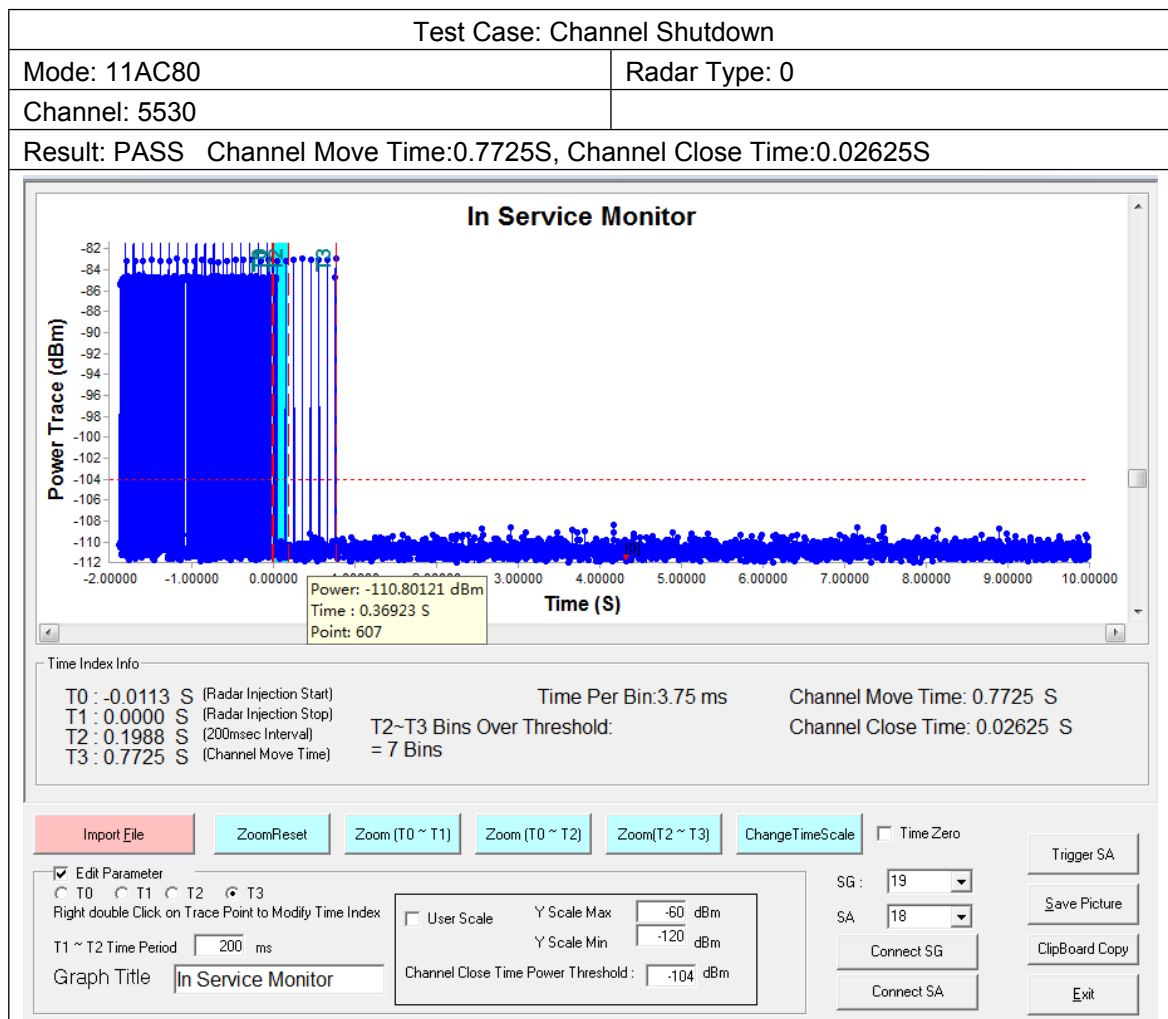 Test Case: Channel Shutdown
Mode: 11AC80 Radar Type: 0
Channel: 5530
Result: PASS Channel Move Time:0.7725S, Channel Close Time:0.02625S
In Service Monitor
T2 T3
Power Trace (dBm)
-82
-84
-86
-88
-90
-92
-94
-96
-98
-100
-102
-104
-106
-108
-110
-112
[0]
-2.00000 -1.00000 0.00000 3.00000 4.00000 5.00000 6.00000 7.00000 8.00000 9.00000 10.00000
Time (S)
Power: -110.80121 dBm
Time : 0.36923 S
Point: 607
Time Index Info
T0 : -0.0113 S (Radar Injection Start)
T1 : 0.0000 S (Radar Injection Stop)
T2 : 0.1988 S (200msec Interval)
T3 : 0.7725 S (Channel Move Time)
Time Per Bin:3.75 ms
T2~T3 Bins Over Threshold:
= 7 Bins
Channel Move Time: 0.7725 S
Channel Close Time: 0.02625 S
Import File ZoomReset Zoom (T0 ~ T1) Zoom (T0 ~ T2) Zoom(T2 ~ T3) ChangeTimeScale Time Zero
Edit Parameter
T0 T1 T2 T3
Right double Click on Trace Point to Modify Time Index
T1 ~ T2 Time Period 200 ms
Graph Title In Service Monitor
User Scale Y Scale Max -60 dBm
Y Scale Min -120 dBm
Channel Close Time Power Threshold : -104 dBm
SG : 19
SA 18
Connect SG
Connect SA
Trigger SA
Save Picture
ClipBoard Copy
Exit